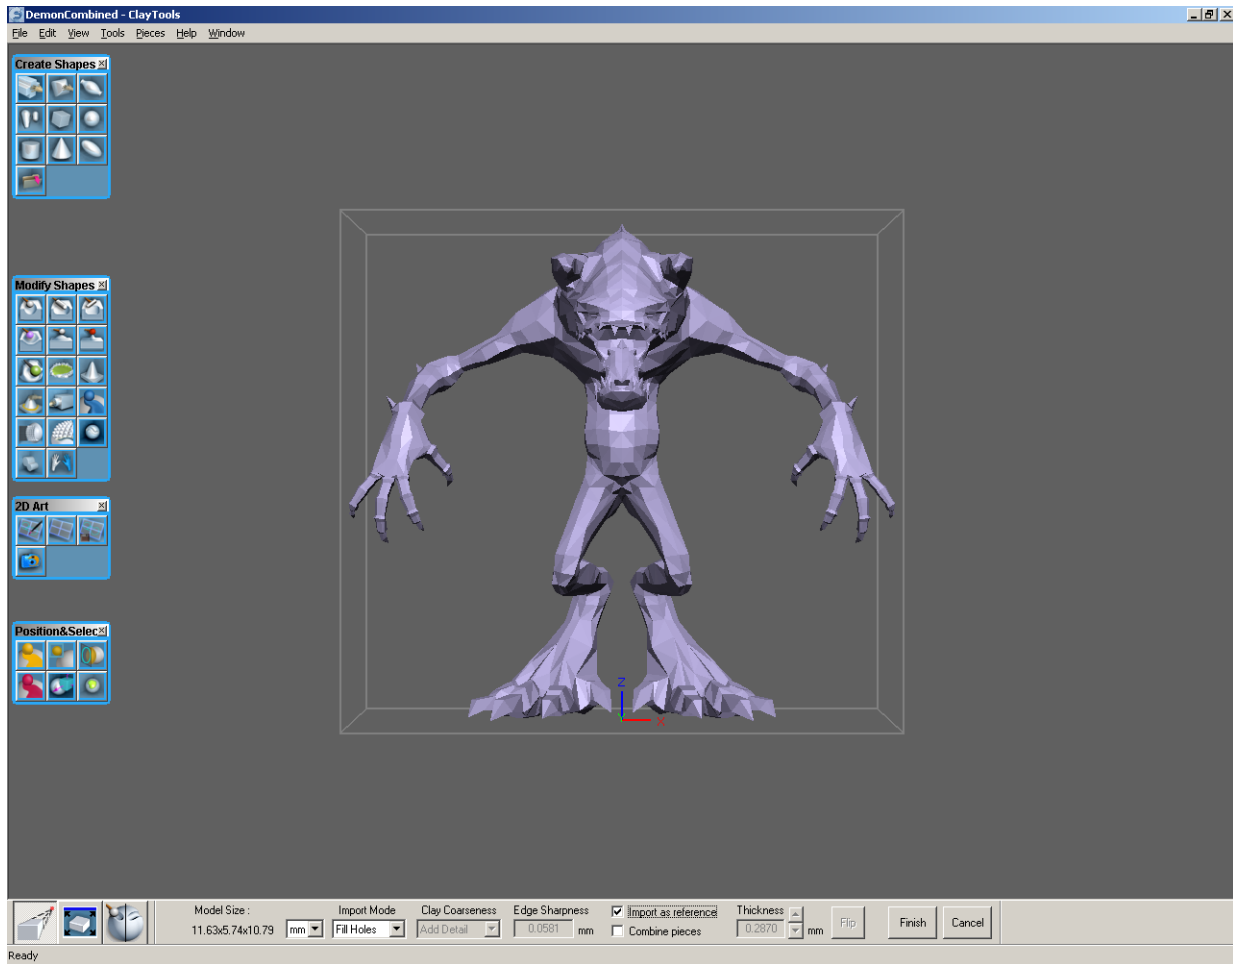 DemonCombined - ClayTools
File Edit View Tools Pieces Help Window
Create Shapes
Modify Shapes
2D Art
Position&Selec
Z
X
Model Size : Import Mode Clay Coarseness Edge Sharpness Import as reference Thickness
11.63x5.74x10.79 mm Fill Holes Add Detail 0.0581 mm Combine pieces 0.2870 mm Flip Finish Cancel
Ready